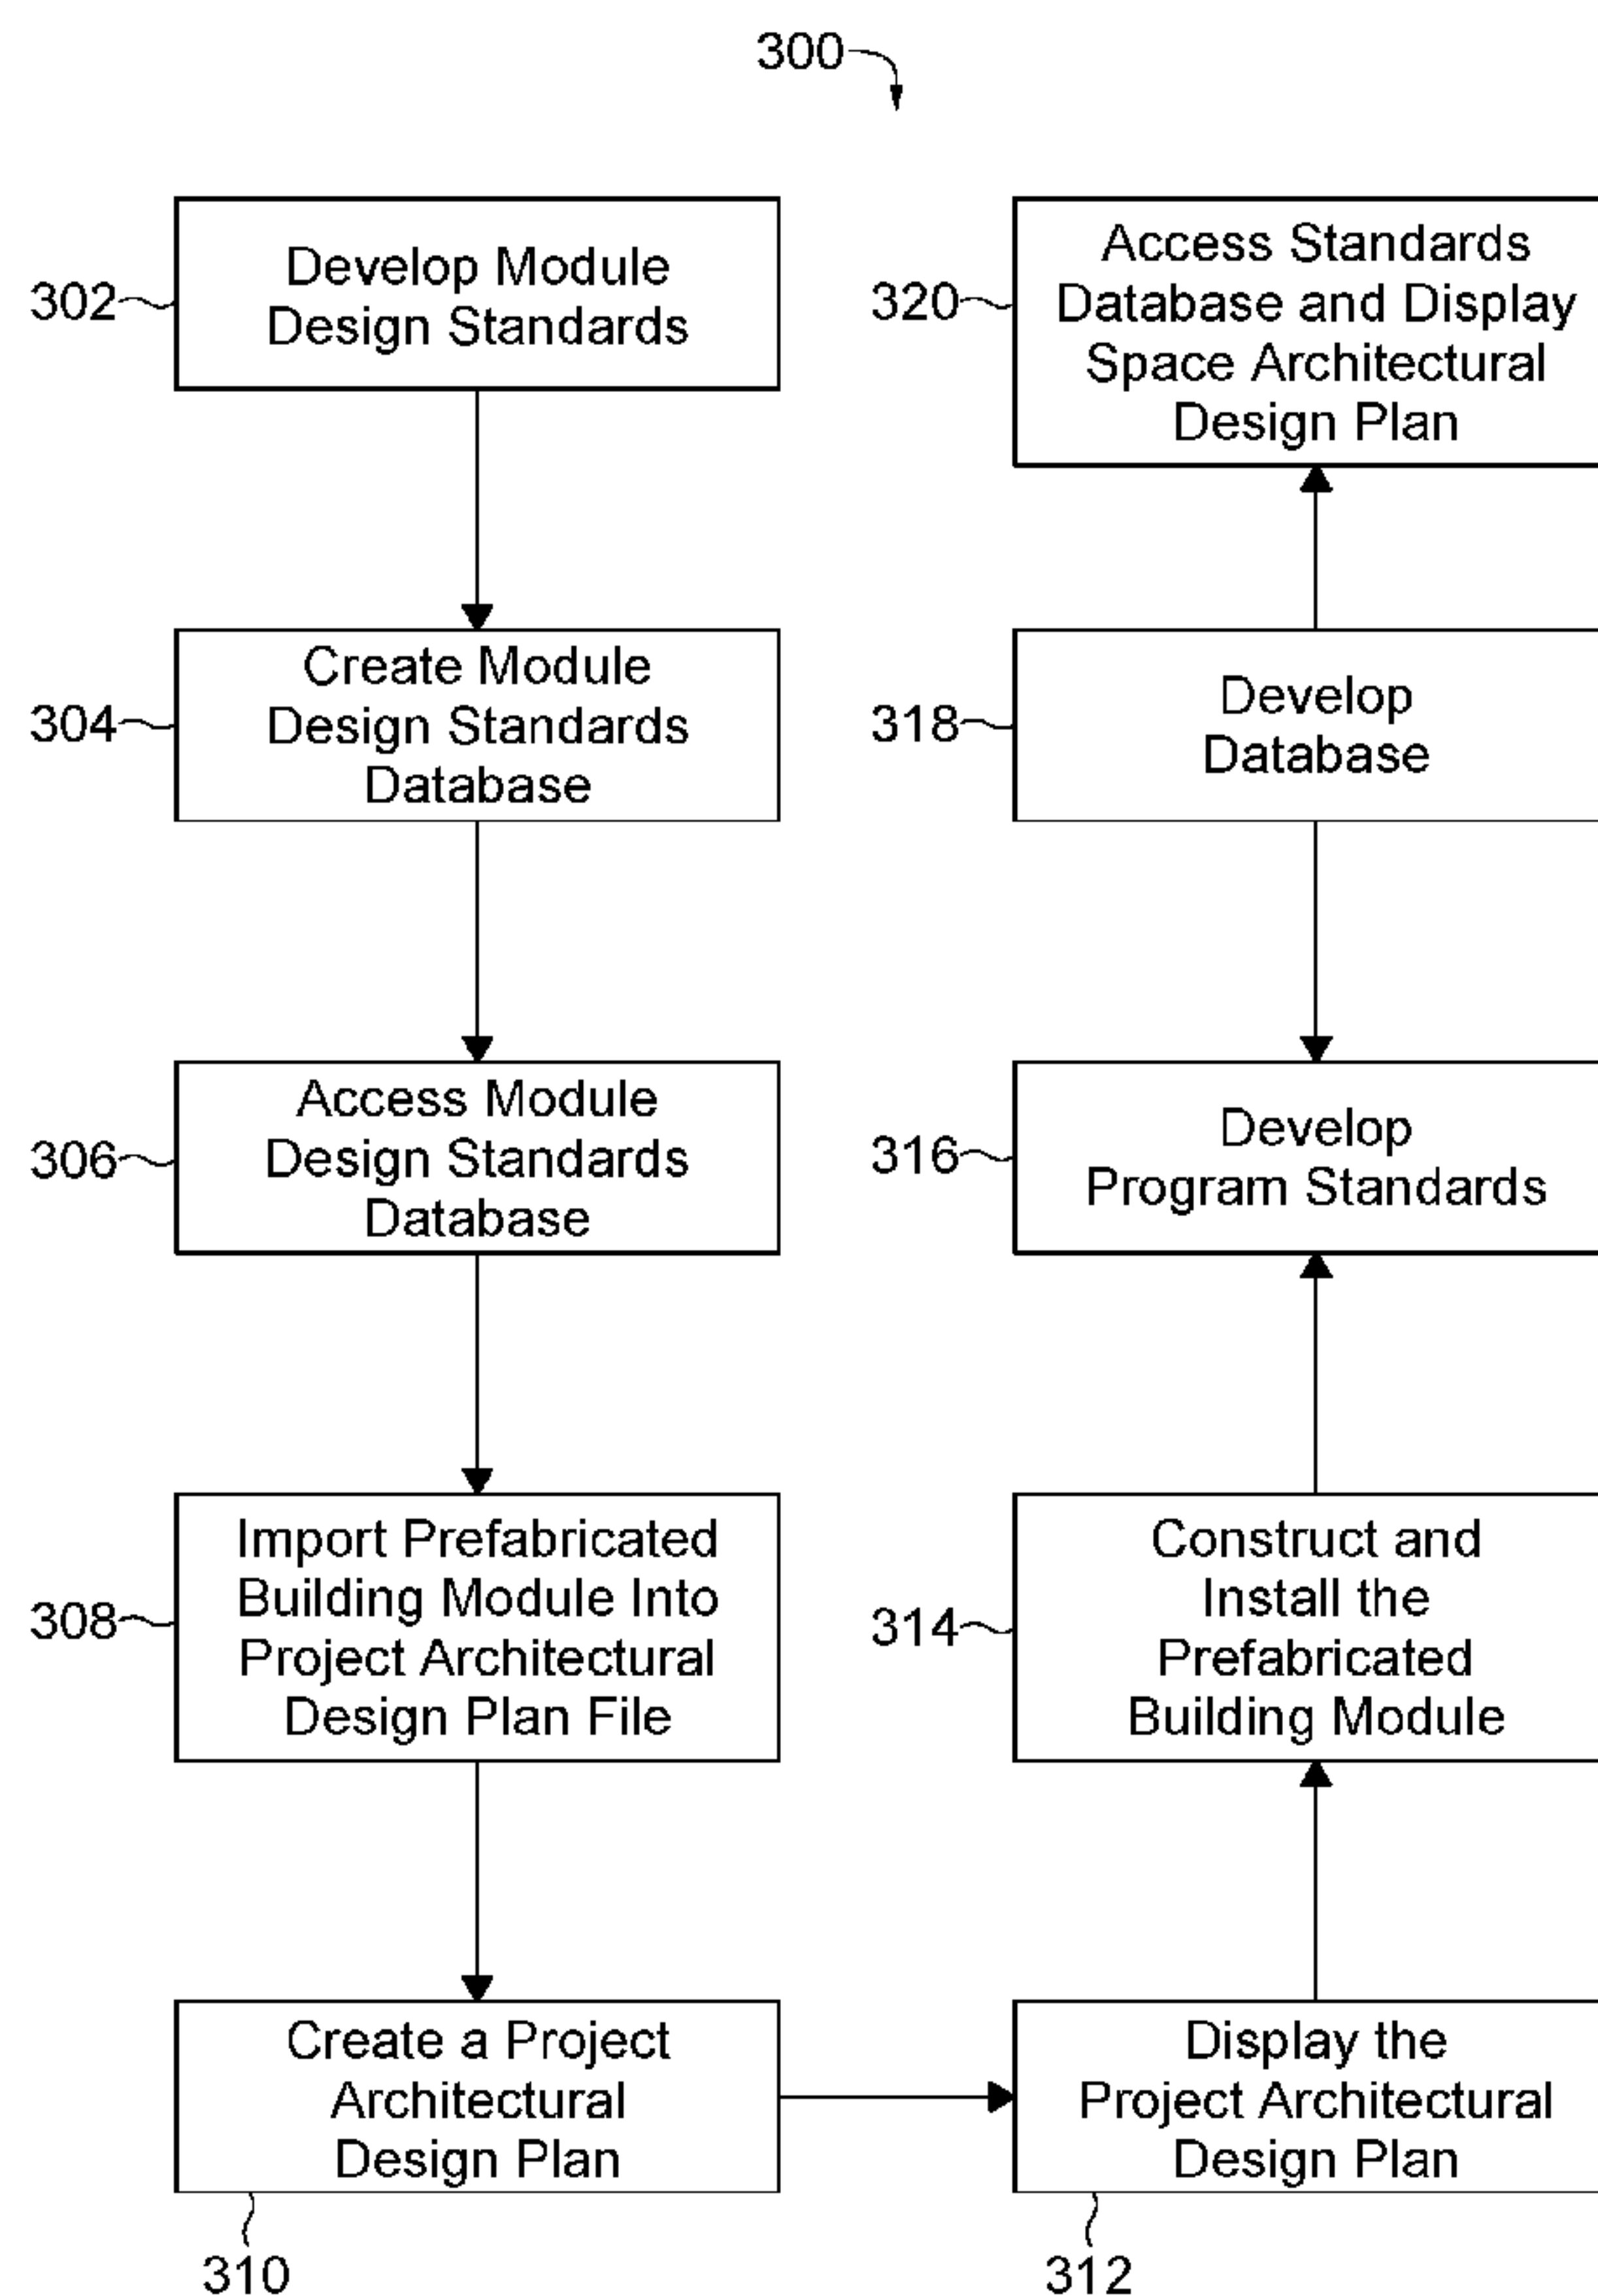 300
302
Develop Module
Design Standards
304
Create Module
Design Standards
Database
306
Access Module
Design Standards
Database
308
Import Prefabricated
Building Module Into
Project Architectural
Design Plan File
Create a Project
Architectural
Design Plan
310
320
Access Standards
Database and Display
Space Architectural
Design Plan
318
Develop
Database
316
Develop
Program Standards
314
Construct and
Install the
Prefabricated
Building Module
Display the
Project Architectural
Design Plan
312